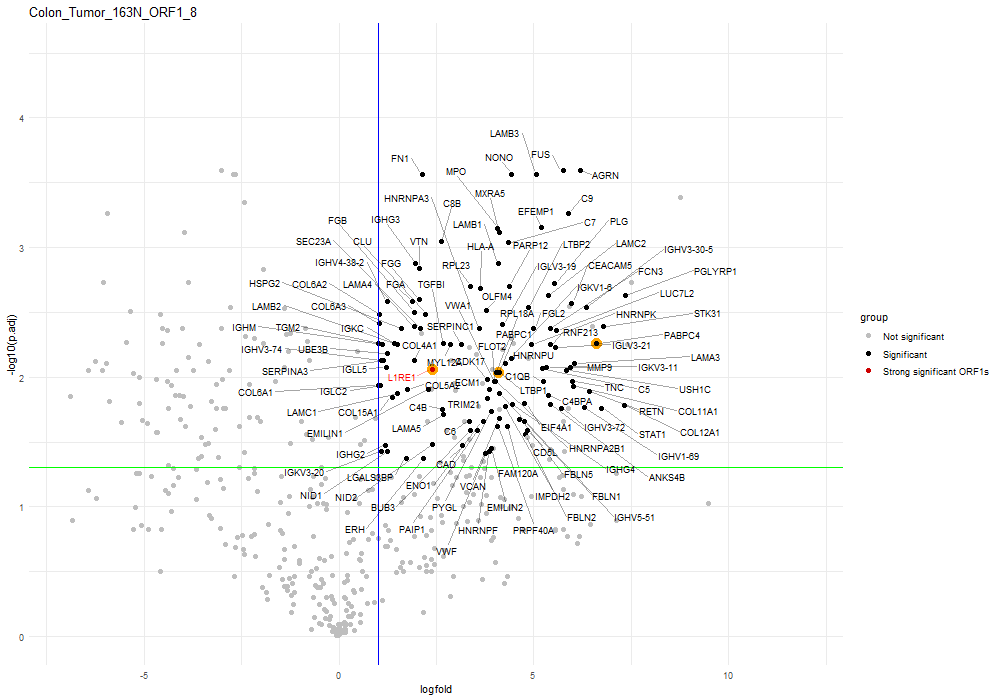 Colon_Tumor_163N_ORF1_8
LAMB3
FN1
NONO
FUS
AGRN
MPO
MXRA5
C9
HNRNPA3
C8B
EFEMP1
FGB
IGHG3
LAMB1
C7
PLG
SEC23A
CLU
VTN
HLA-A
PARP12
LTBP2
LAMC2
IGHV3-30-5
IGHV4-38-2
FGG
RPL23
IGLV3-19
CEACAM5
FCN3
PGLYRP1
HSPG2
COL6A2
LAMA4
FGA
TGFBI
OLFM4
IGKV1-6
LUC7L2
LAMB2
COL6A3
VWA1
RPL18A
FGL2
HNRNPK
STK31
IGHM
TGM2
IGKC
SERPINC1
PABPC1
RNF213
PABPC4
IGHV3-74
UBE3B
COL4A1
FLOT2
HNRNPU
IGLV3-21
LAMA3
SERPINA3
IGLL5
MYL12A
CDK17
MMP9
IGKV3-11
L1RE1
C1QB
COL6A1
IGLC2
COL5A2
ECM1
LTBP1
TNC
C5
USH1C
LAMC1
COL15A1
C4B
TRIM21
C4BPA
RETN
COL11A1
EMILIN1
LAMA5
C6
EIF4A1
IGHV3-72
STAT1
COL12A1
IGHG2
CD5L
HNRNPA2B1
IGHV1-69
IGKV3-20
LGALS3BP
CAD
FAM120A
FBLN5
IGHG4
ANKS4B
NID1
NID2
ENO1
VCAN
IMPDH2
FBLN1
BUB3
PYGL
EMILIN2
FBLN2
IGHV5-51
ERH
PAIP1
HNRNPF
PRPF40A
VWF
group
Not significant
Significant
Strong significant ORF1s
-log10(p.adj)
4
3
2
1
0
-5
0
5
10
logfold